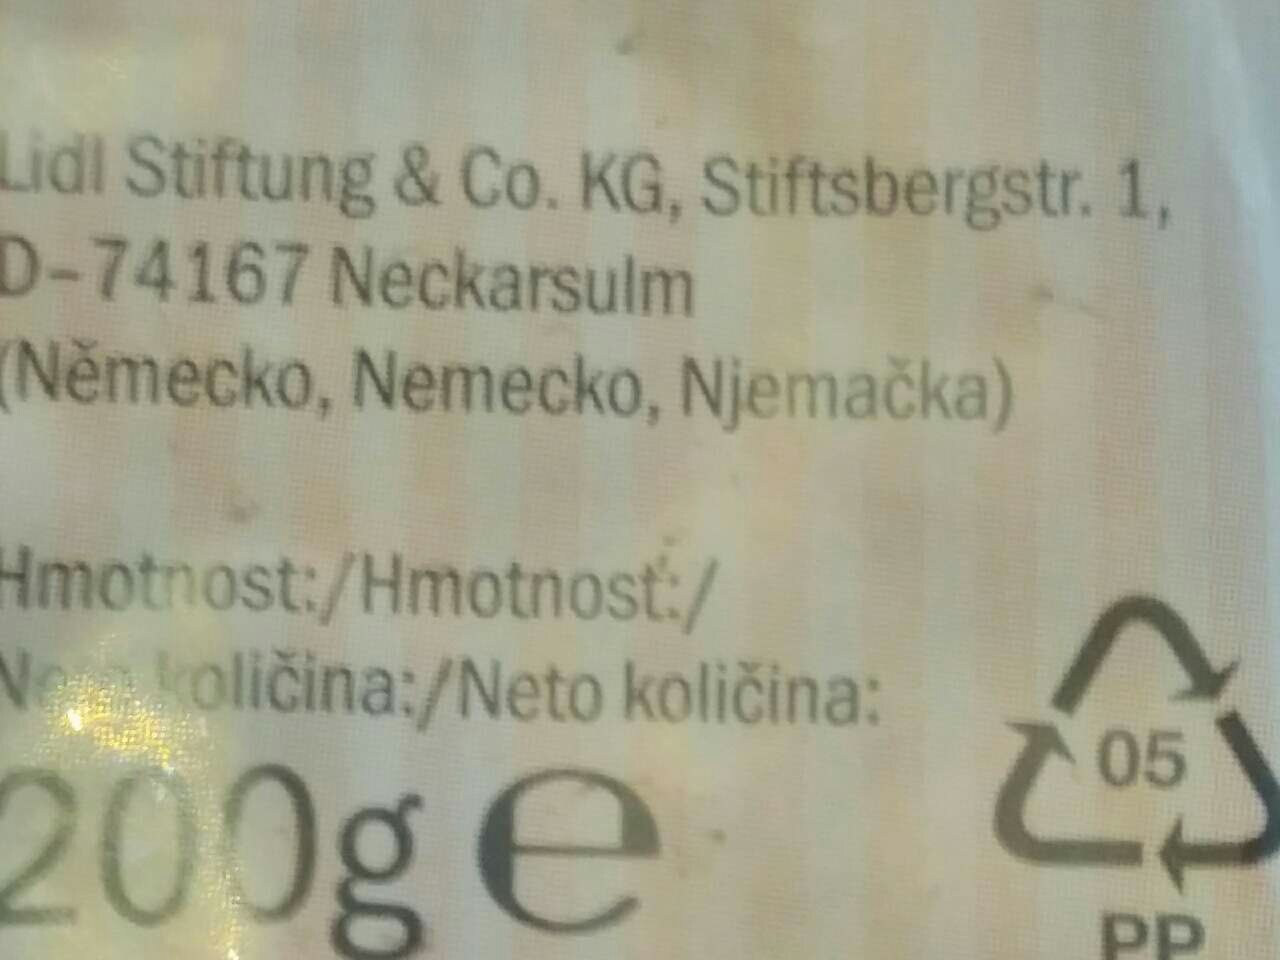 Lidl Stiftung & Co. KG, Stiftsbergstr. 1,
D-74167 Neckarsulm
(Německo, Nemecko, Njemačka)
Hmotnost:/Hmotnosť:/
Neto količina:/Neto količina:
200g e
05
PP